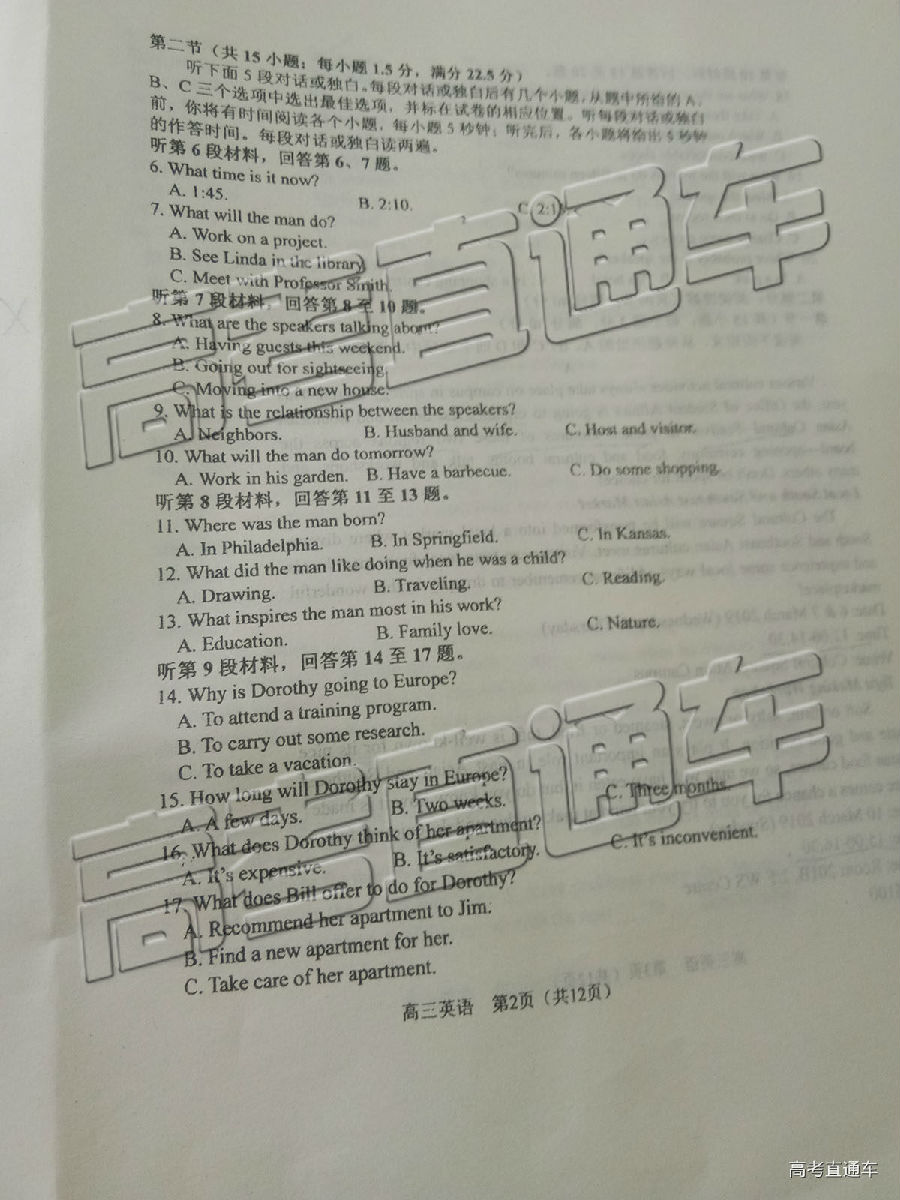 第二节（共 15 小题；每小题 1.5 分，满分 22.5 分）
听下面 5 段对话或独白。每段对话或独白后有几个小题，从题中所给的 A、
B、C 三个选项中选出最佳选项，并标在试卷的相应位置。听每段对话或独白
前，你将有时间阅读各个小题，每小题 5 秒钟；听完后，各小题将给出 5 秒钟
的作答时间。每段对话或独白读两遍。
听第 6 段材料，回答第 6、7 题。
6. What time is it now?
A. 1:45. B. 2:10. C.
7. What will the man do?
A. Work on a project.
B. See Linda in the library
C. Meet with Professor Smith.
听第 7 段材料，回答第 8 至 10 题。
8. What are the speakers talking about?
A. Having guests this weekend.
B. Going out for sightseeing.
C. Moving into a new house.
9. What is the relationship between the speakers?
A. Neighbors. B. Husband and wife. C. Host and visitor.
10. What will the man do tomorrow?
A. Work in his garden. B. Have a barbecue. C. Do some shopping.
听第 8 段材料，回答第 11 至 13 题。
11. Where was the man born?
A. In Philadelphia. B. In Springfield. C. In Kansas.
12. What did the man like doing when he was a child?
A. Drawing. B. Traveling. C. Reading.
13. What inspires the man most in his work?
A. Education. B. Family love. C. Nature.
听第 9 段材料，回答第 14 至 17 题。
14. Why is Dorothy going to Europe?
A. To attend a training program.
B. To carry out some research.
C. To take a vacation.
15. How long will Dorothy stay in Europe?
A. A few days. B. Two weeks. C. Three months.
16. What does Dorothy think of her apartment?
A. It's expensive. B. It's satisfactory. C. It's inconvenient.
17. What does Bill offer to do for Dorothy?
A. Recommend her apartment to Jim.
B. Find a new apartment for her.
C. Take care of her apartment.
高三英语 第2页（共12页）
高考直通车
高考直通车
高考直通车